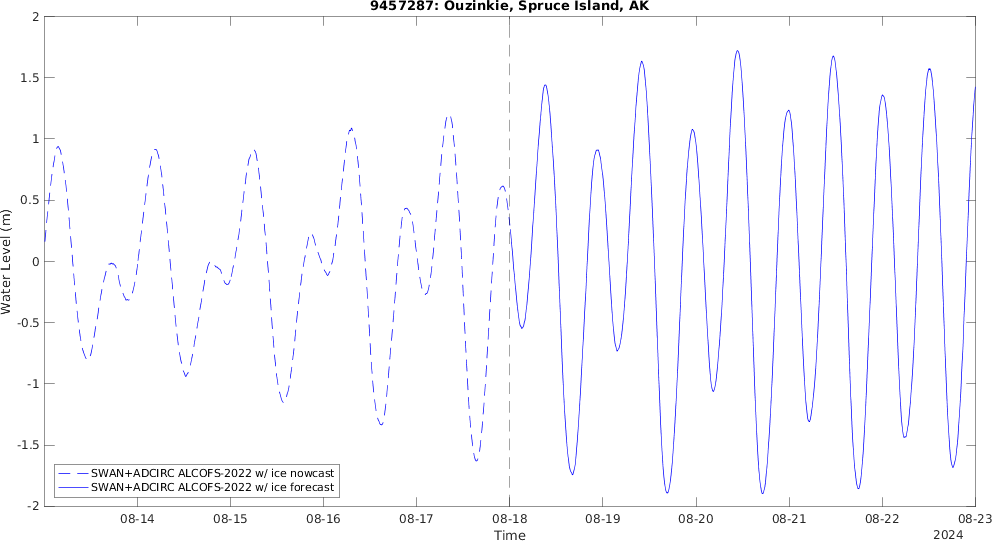 9457287: Ouzinkie, Spruce Island, AK
2
1.5
1
0.5
0
-0.5
-1
-1.5
-2
Water Level (m)
SWAN+ADCIRC ALCOFS-2022 w/ ice nowcast
SWAN+ADCIRC ALCOFS-2022 w/ ice forecast
08-14 08-15 08-16 08-17 08-18 08-19 08-20 08-21 08-22 08-23
Time
2024